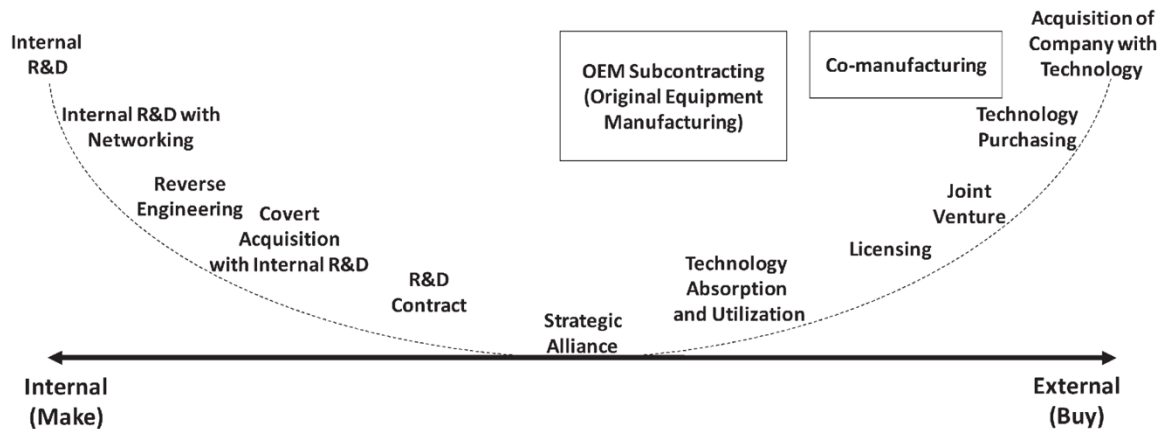 Internal
R&D
Internal R&D with
Networking
Reverse
Engineering
Covert
Acquisition
with Internal R&D
R&D
Contract
Strategic
Alliance
Technology
Absorption
and Utilization
Licensing
Joint
Venture
Technology
Purchasing
Acquisition of
Company with
Technology
OEM Subcontracting
(Original Equipment
Manufacturing)
Co-manufacturing
Internal
(Make)
External
(Buy)